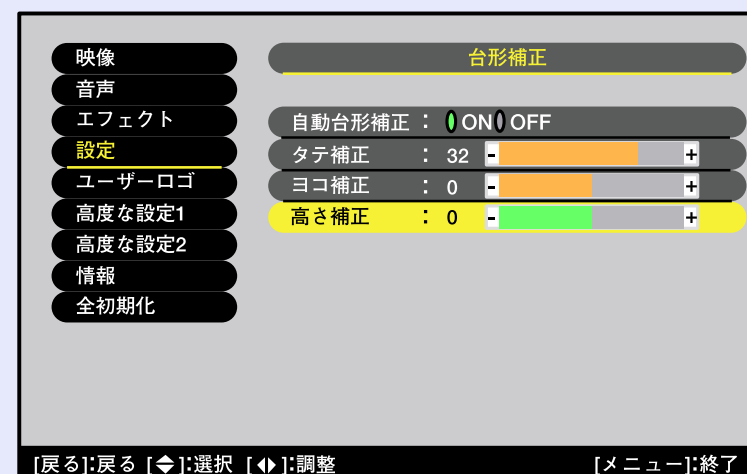 映像
音声
エフェクト
設定
ユーザーロゴ
高度な設定1
高度な設定2
情報
全初期化
台形補正
自動台形補正 : ON OFF
タテ補正 : 32 - +
ヨコ補正 : 0 - +
高さ補正 : 0 - +
[戻る]:戻る [◆]:選択 [◆]:調整 [メニュー]:終了